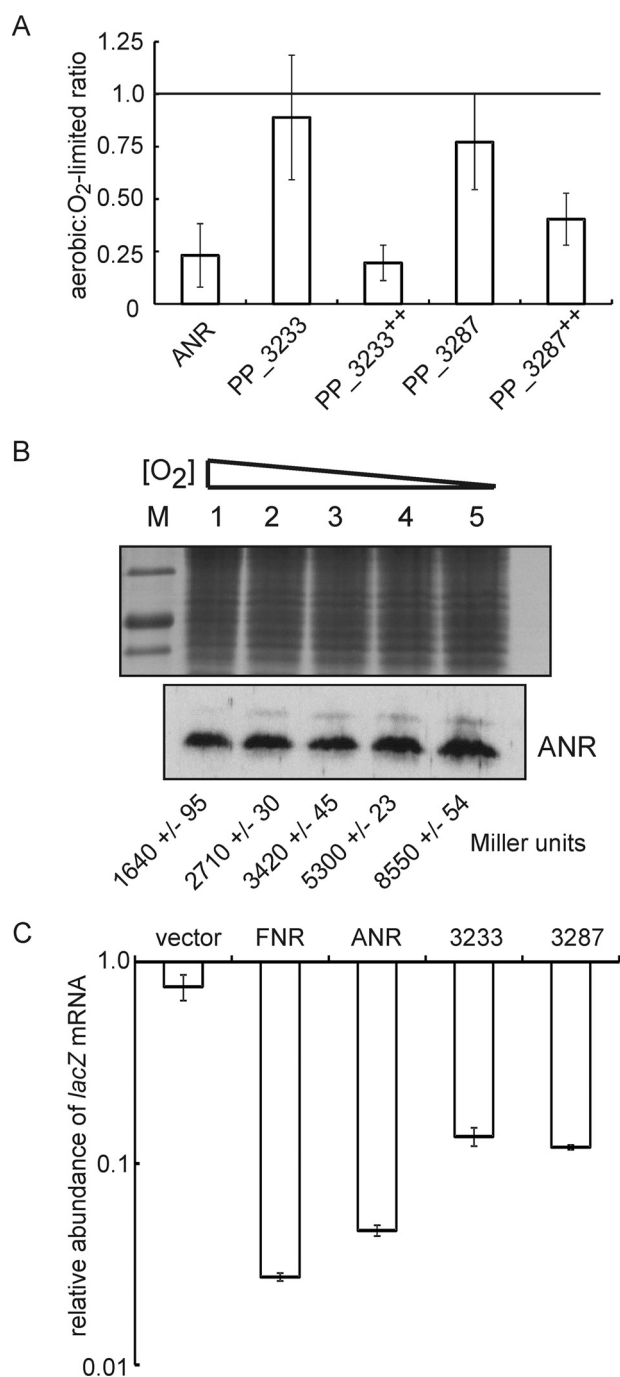 A
aerobic:O2-limited ratio
1.25
1.0
0.75
0.50
0.25
0
ANR
PP_3233
PP_3233++
PP_3287
PP_3287++
B
[O2]
M 1 2 3 4 5
ANR
1640 +/- 95
2710 +/- 30
3420 +/- 45
5300 +/- 23
8550 +/- 54
Miller units
C
vector FNR ANR 3233 3287
relative abundance of lacZ mRNA
1.0
0.1
0.01